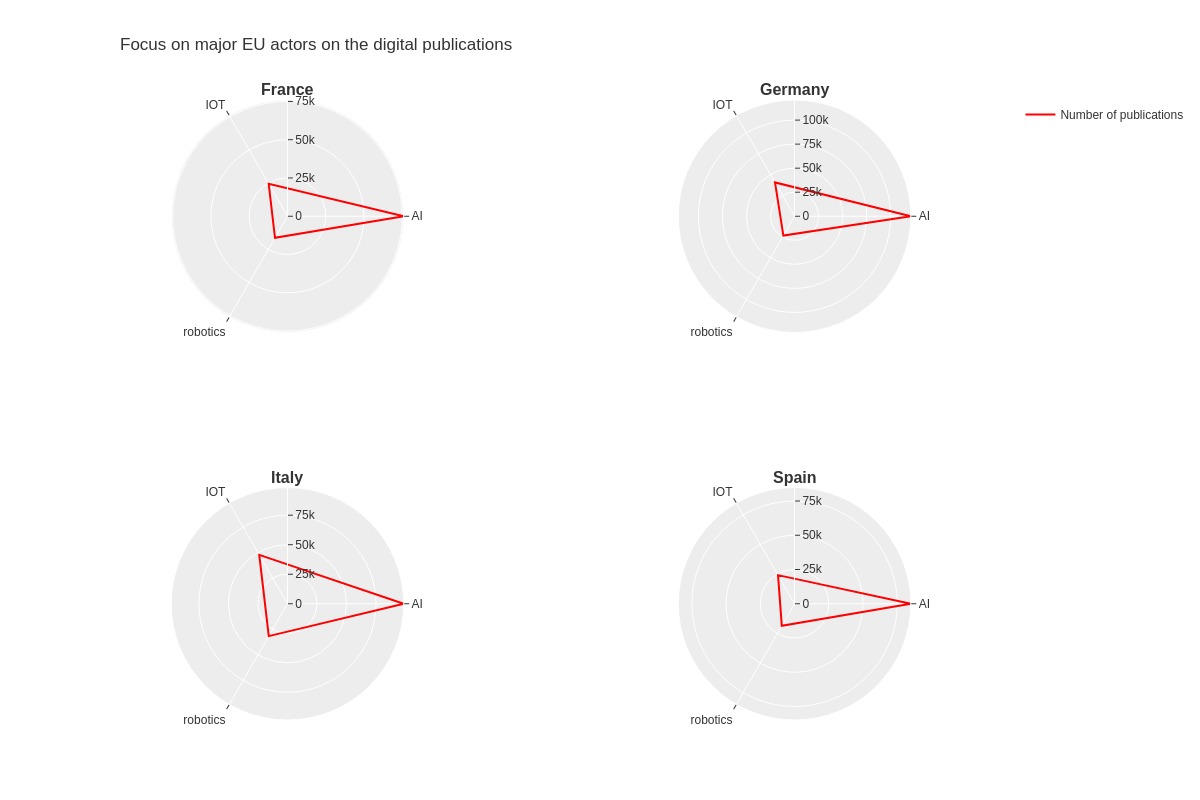 Focus on major EU actors on the digital publications
France
IOT
75k
50k
25k
0
AI
robotics
Germany
IOT
100k
75k
50k
25k
0
AI
robotics
Number of publications
Italy
IOT
75k
50k
25k
0
AI
robotics
Spain
IOT
75k
50k
25k
0
AI
robotics